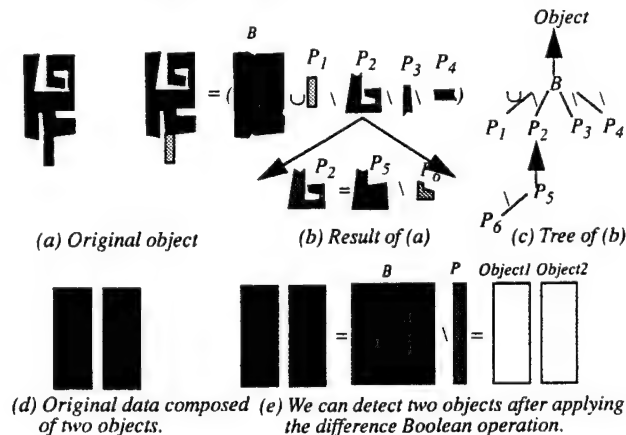 Object
B
P1 P2 P3 P4
= ( ∪ \ \ \ )
B
∪ \ \
P1 P2 P3 P4
P2 P5 P6
= \
\ P5
P6
(a) Original object (b) Result of (a) (c) Tree of (b)
B P Object1 Object2
= \ =
(d) Original data composed of two objects.
(e) We can detect two objects after applying the difference Boolean operation.